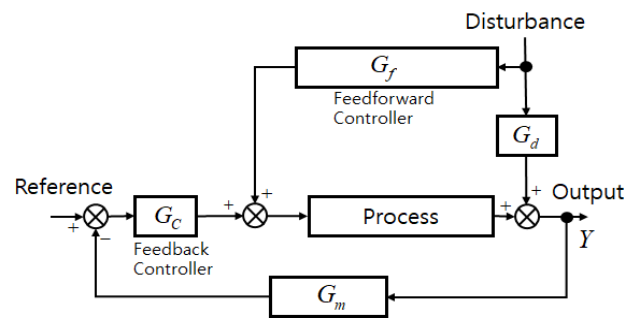 Disturbance
G_f
Feedforward
Controller
G_d
Reference
+
−
G_C
Feedback
Controller
+
+
Process
+
+
Output
Y
G_m